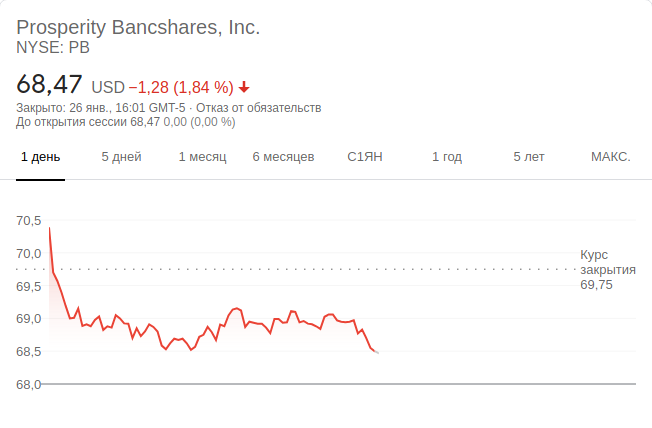 Prosperity Bancshares, Inc.
NYSE: PB
68,47 USD −1,28 (1,84 %)
Закрыто: 26 янв., 16:01 GMT-5 · Отказ от обязательств
До открытия сессии 68,47 0,00 (0,00 %)
1 день 5 дней 1 месяц 6 месяцев С1ЯН 1 год 5 лет МАКС.
70,5
70,0
69,5
69,0
68,5
68,0
Курс
закрытия
69,75